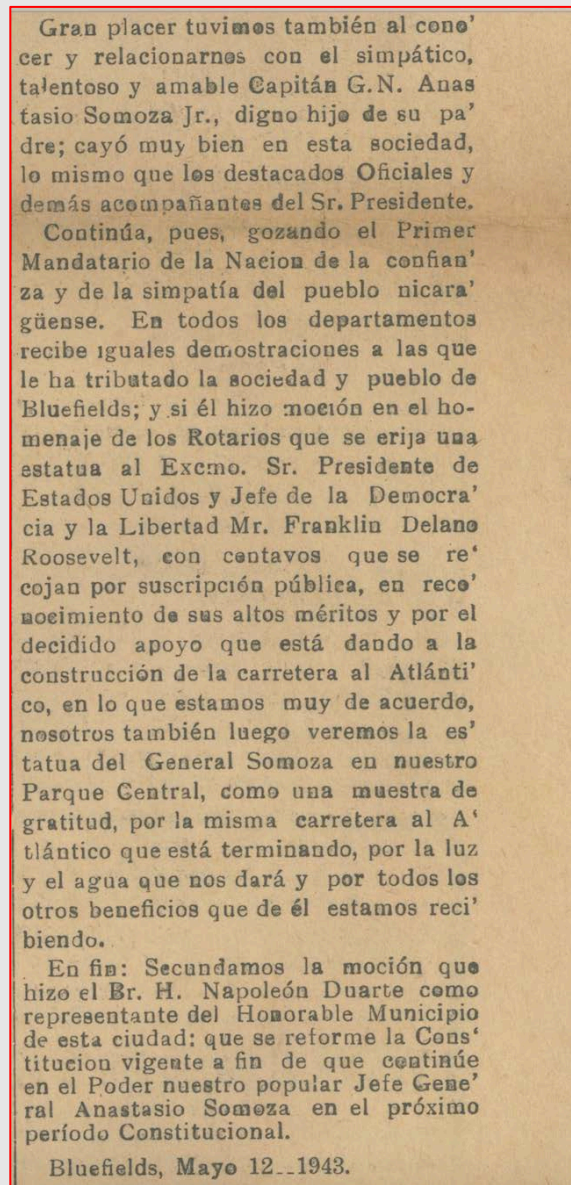 Gran placer tuvimos también al cono’
cer y relacionarnos con el simpático,
talentoso y amable Capitán G.N. Anas
tasio Somoza Jr., digno hijo de su pa’
dre; cayó muy bien en esta sociedad,
lo mismo que los destacados Oficiales y
demás acompañantes del Sr. Presidente.
Continúa, pues, gozando el Primer
Mandatario de la Nacion de la confian’
za y de la simpatía del pueblo nicara’
güense. En todos los departamentos
recibe iguales demostraciones a las que
le ha tributado la sociedad y pueblo de
Bluefields; y si él hizo moción en el ho-
menaje de los Rotarios que se erija una
estatua al Excmo. Sr. Presidente de
Estados Unidos y Jefe de la Democra’
cia y la Libertad Mr. Franklin Delano
Roosevelt, con centavos que se re‘
cojan por suscripción pública, en reco’
nocimiento de sus altos méritos y por el
decidido apoyo que está dando a la
construcción de la carretera al Atlánti’
co, en lo que estamos muy de acuerdo,
nosotros también luego veremos la es’
tatua del General Somoza en nuestro
Parque Central, como una muestra de
gratitud, por la misma carretera al A‘
tlántico que está terminando, por la luz
y el agua que nos dará y por todos los
otros beneficios que de él estamos reci’
biendo.
En fin: Secundamos la moción que
hizo el Br. H. Napoleón Duarte como
representante del Honorable Municipio
de esta ciudad: que se reforme la Cons‘
titucion vigente a fin de que continúe
en el Poder nuestro popular Jefe Gene’
ral Anastasio Somoza en el próximo
período Constitucional.
Bluefields, Mayo 12__1943.